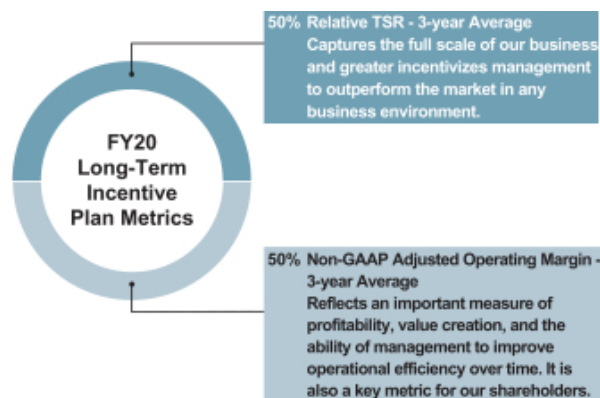 50% Relative TSR - 3-year Average
Captures the full scale of our business
and greater incentivizes management
to outperform the market in any
business environment.
FY20
Long-Term
Incentive
Plan Metrics
50% Non-GAAP Adjusted Operating Margin -
3-year Average
Reflects an important measure of
profitability, value creation, and the
ability of management to improve
operational efficiency over time. It is
also a key metric for our shareholders.